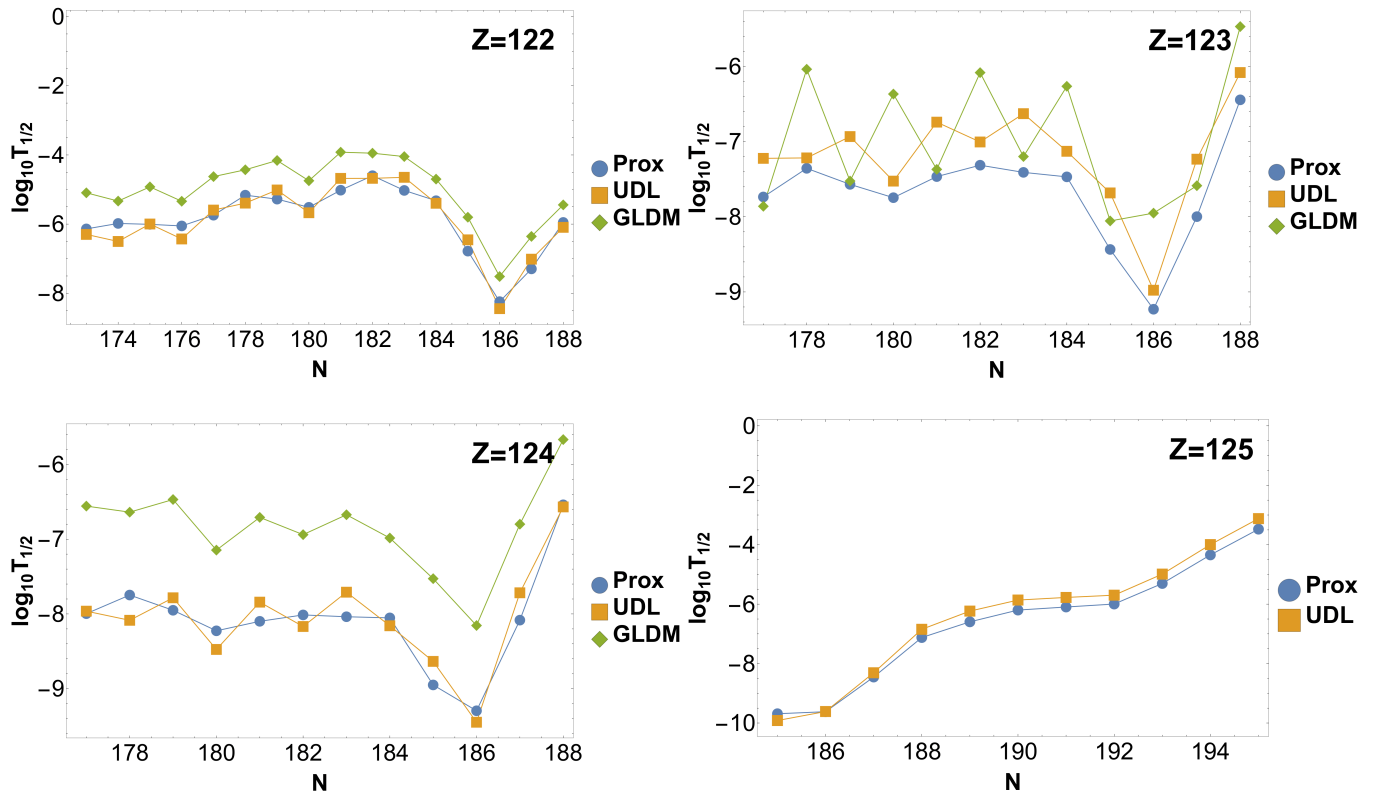 Z=122
0
−2
−4
−6
−8
log10T1/2
174 176 178 180 182 184 186 188
N
Prox
UDL
GLDM
Z=123
−6
−7
−8
−9
log10T1/2
178 180 182 184 186 188
N
Prox
UDL
GLDM
Z=124
−6
−7
−8
−9
log10T1/2
178 180 182 184 186 188
N
Prox
UDL
GLDM
Z=125
0
−2
−4
−6
−8
−10
log10T1/2
186 188 190 192 194
N
Prox
UDL